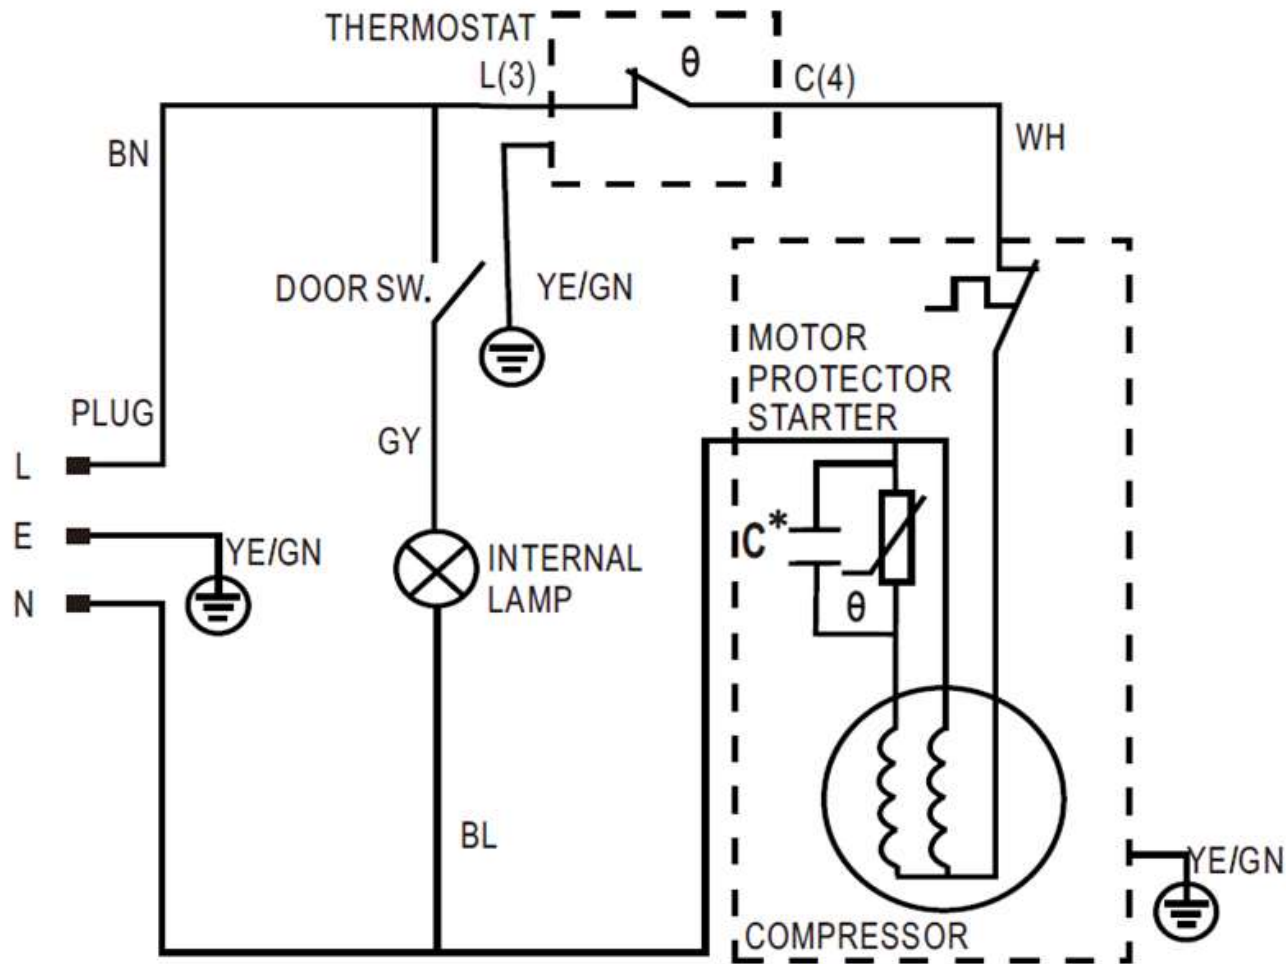 THERMOSTAT
L(3)
θ
C(4)
BN
WH
DOOR SW.
YE/GN
MOTOR
PROTECTOR
STARTER
PLUG
GY
L
E
YE/GN
N
C*
θ
INTERNAL
LAMP
BL
YE/GN
COMPRESSOR